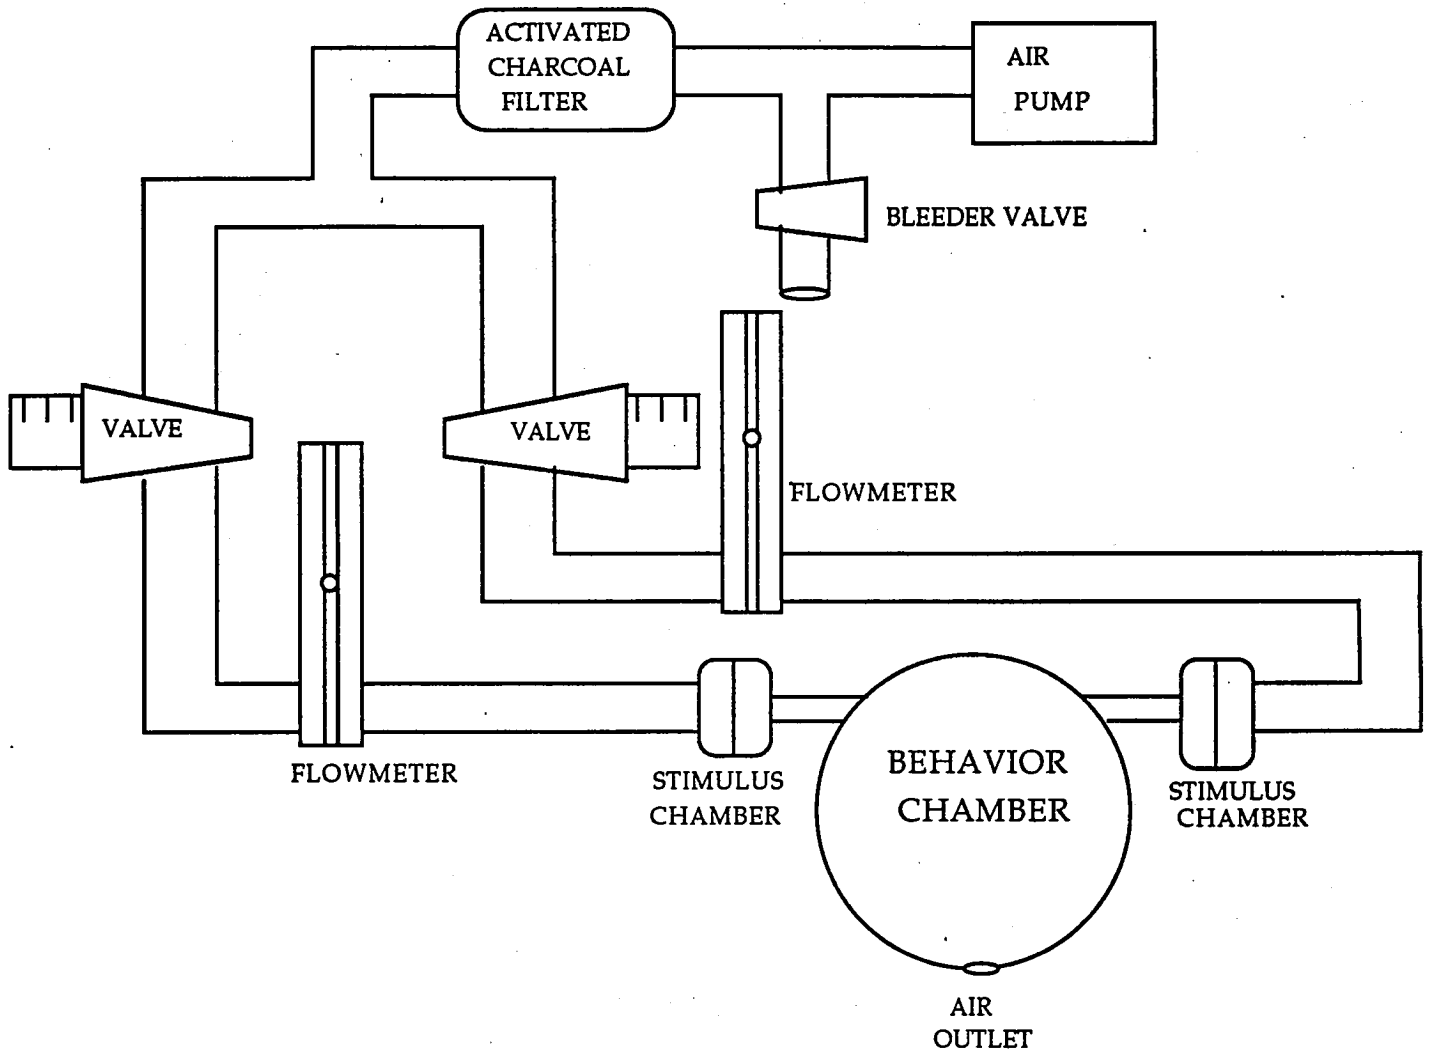 ACTIVATED
CHARCOAL
FILTER
AIR
PUMP
BLEEDER VALVE
VALVE
VALVE
FLOWMETER
FLOWMETER
STIMULUS
CHAMBER
BEHAVIOR
CHAMBER
STIMULUS
CHAMBER
AIR
OUTLET